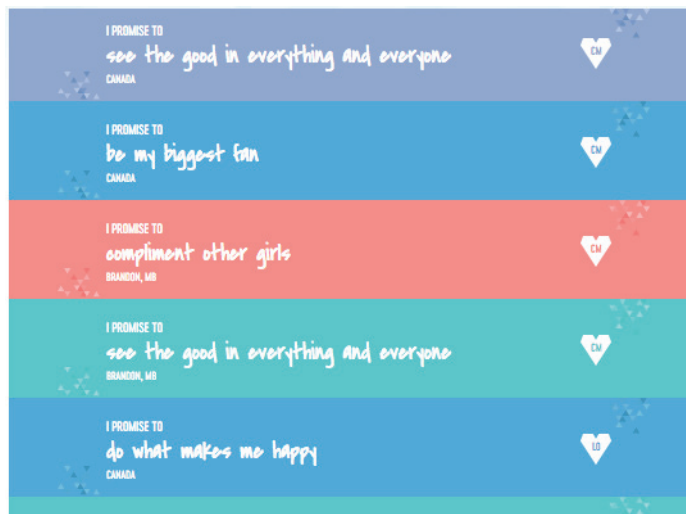 I PROMISE TO
see the good in everything and everyone
CM
CANADA
I PROMISE TO
be my biggest fan
CM
CANADA
I PROMISE TO
compliment other girls
CM
BRANDON, MB
I PROMISE TO
see the good in everything and everyone
CM
BRANDON, MB
I PROMISE TO
do what makes me happy
LO
CANADA